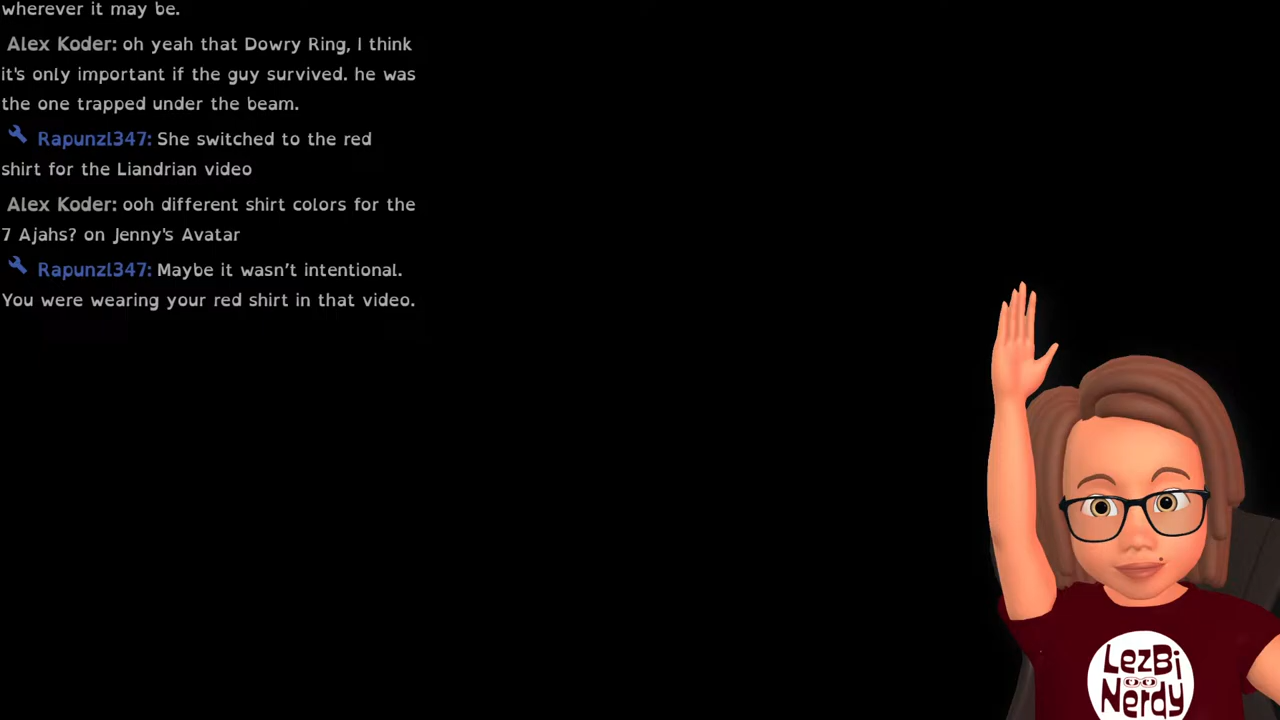 wherever it may be.
Alex Koder: oh yeah that Dowry Ring, I think
it's only important if the guy survived. he was
the one trapped under the beam.
Rapunzl347: She switched to the red
shirt for the Liandrian video
Alex Koder: ooh different shirt colors for the
7 Ajahs? on Jenny's Avatar
Rapunzl347: Maybe it wasn’t intentional.
You were wearing your red shirt in that video.
LezBi
Nerdy